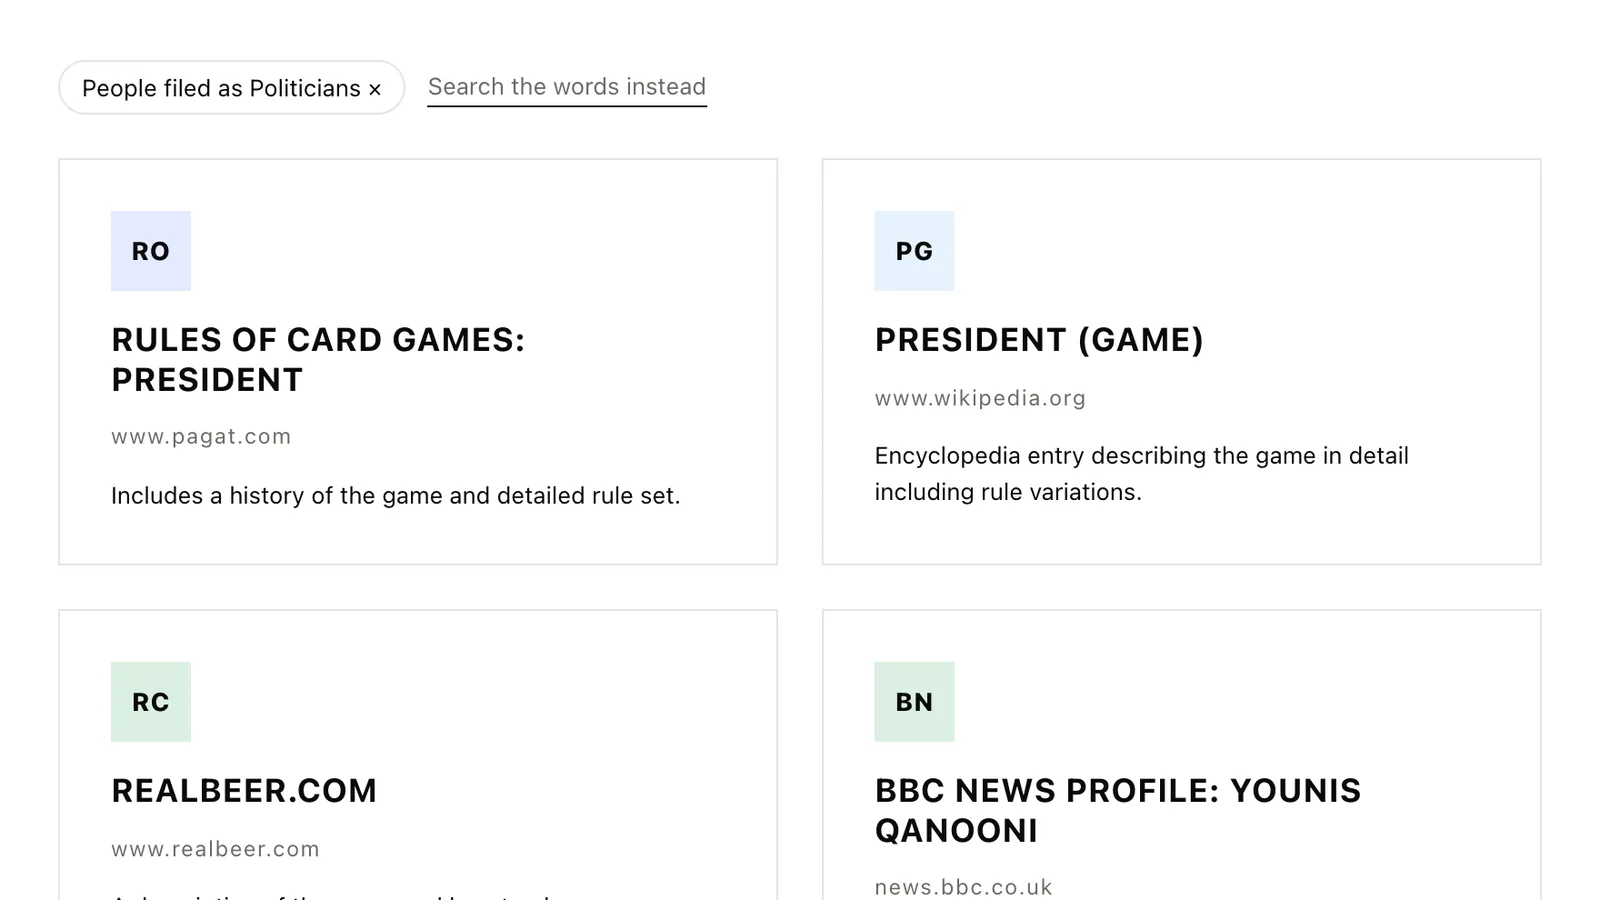 People filed as Politicians ×
Search the words instead
RO
RULES OF CARD GAMES:
PRESIDENT
www.pagat.com
Includes a history of the game and detailed rule set.
PG
PRESIDENT (GAME)
www.wikipedia.org
Encyclopedia entry describing the game in detail
including rule variations.
RC
REALBEER.COM
www.realbeer.com
BN
BBC NEWS PROFILE: YOUNIS
QANOONI
news.bbc.co.uk